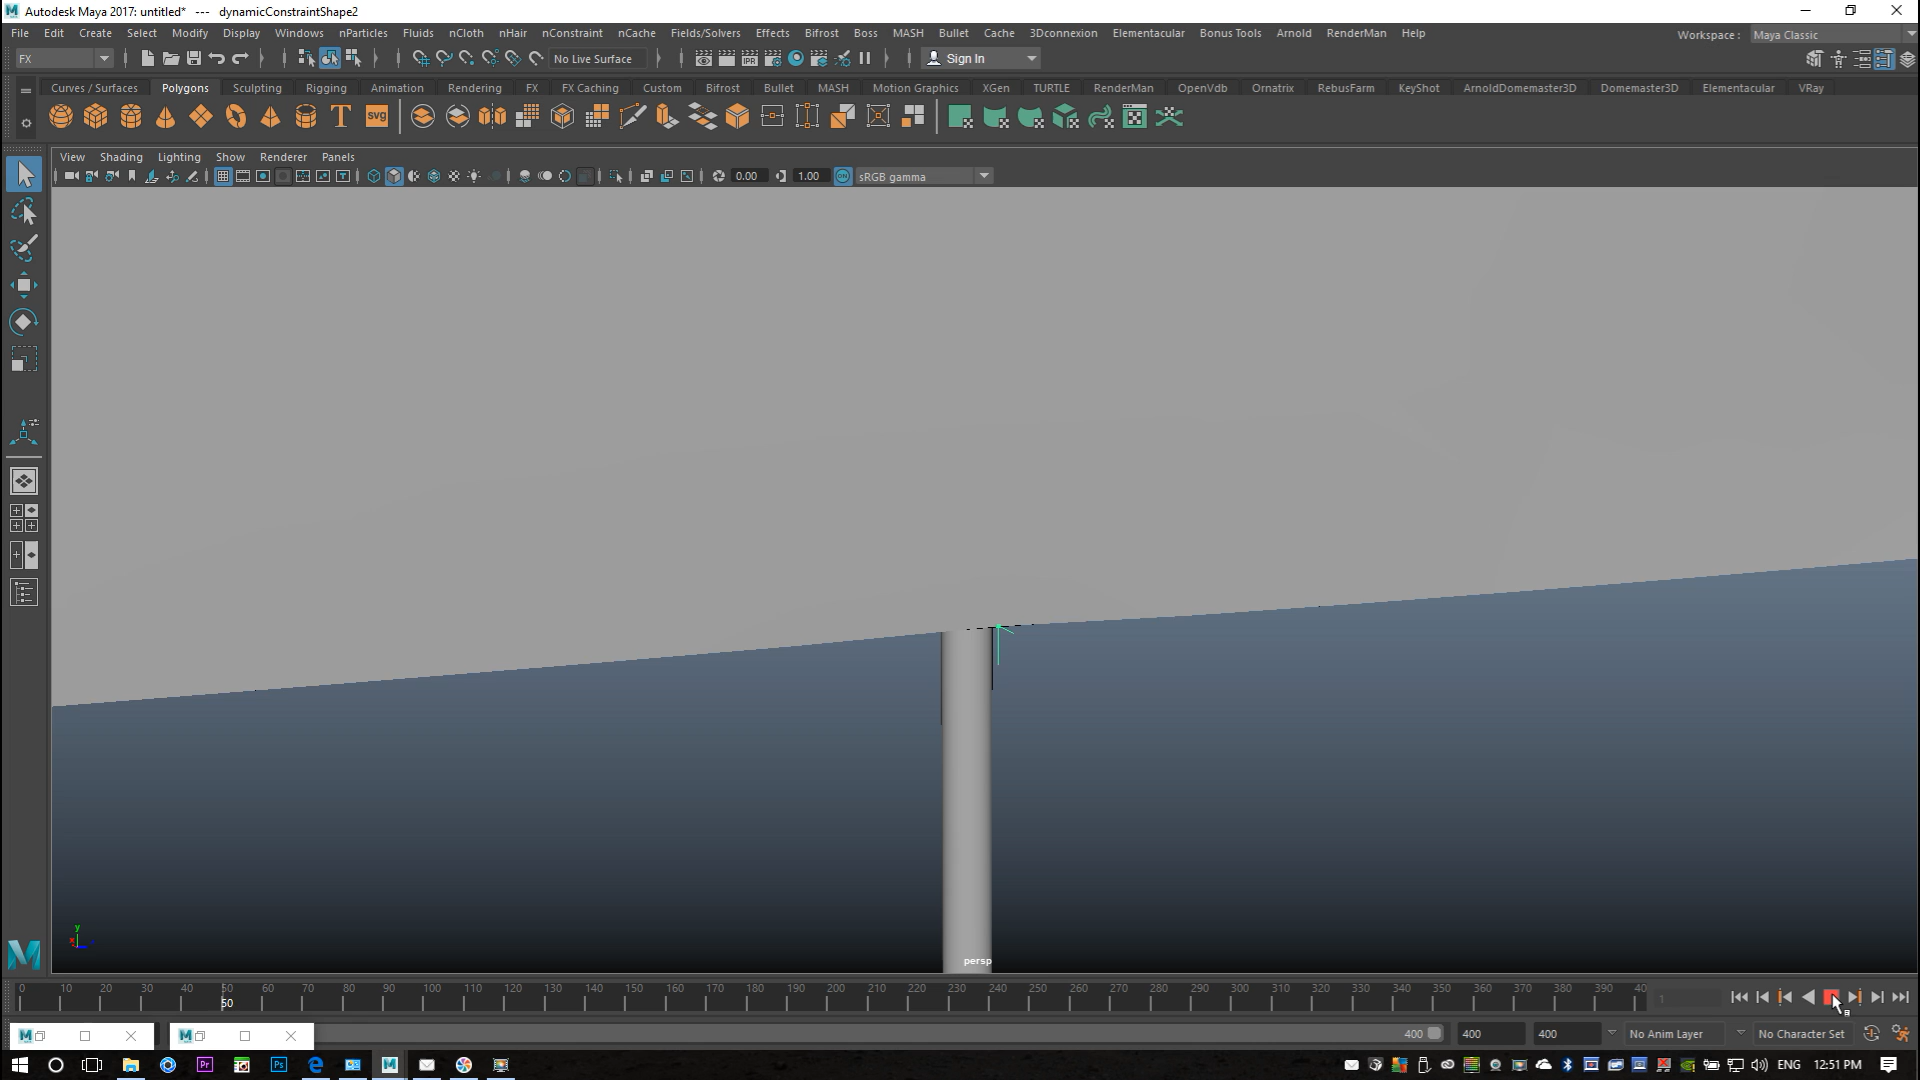 Autodesk Maya 2017: untitled* --- dynamicConstraintShape2
File Edit Create Select Modify Display Windows nParticles Fluids nCloth nHair nConstraint nCache Fields/Solvers Effects Bifrost Boss MASH Bullet Cache 3Dconnexion Elementacular Bonus Tools Arnold RenderMan Help Workspace : Maya Classic
FX No Live Surface IPR Sign In
Curves / Surfaces Polygons Sculpting Rigging Animation Rendering FX FX Caching Custom Bifrost Bullet MASH Motion Graphics XGen TURTLE RenderMan OpenVdb Ornatrix RebusFarm KeyShot ArnoldDomemaster3D Domemaster3D Elementacular VRay
T SVG
View Shading Lighting Show Renderer Panels
0.00 1.00 ON sRGB gamma
y
persp
0 10 20 30 40 50 60 70 80 90 100 110 120 130 140 150 160 170 180 190 200 210 220 230 240 250 260 270 280 290 300 310 320 330 340 350 360 370 380 390 40
50 1
400 400 400 No Anim Layer No Character Set
Pr Ps M ENG 12:51 PM